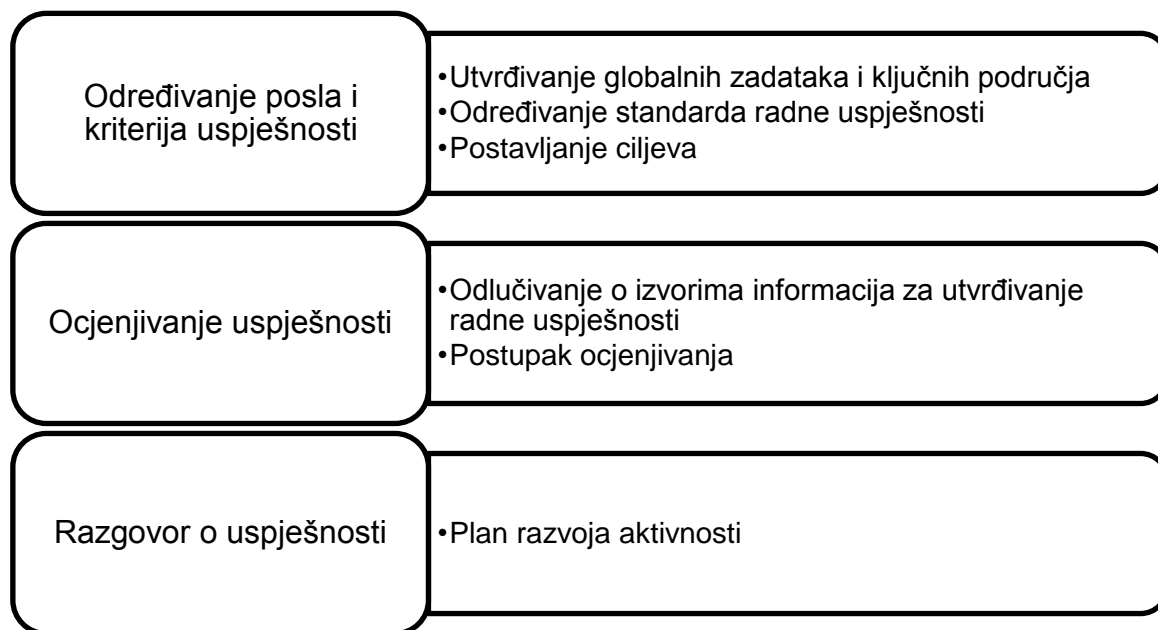 Određivanje posla i
kriterija uspješnosti
•Utvrđivanje globalnih zadataka i ključnih područja
•Određivanje standarda radne uspješnosti
•Postavljanje ciljeva
Ocjenjivanje uspješnosti
•Odlučivanje o izvorima informacija za utvrđivanje
radne uspješnosti
•Postupak ocjenjivanja
Razgovor o uspješnosti
•Plan razvoja aktivnosti